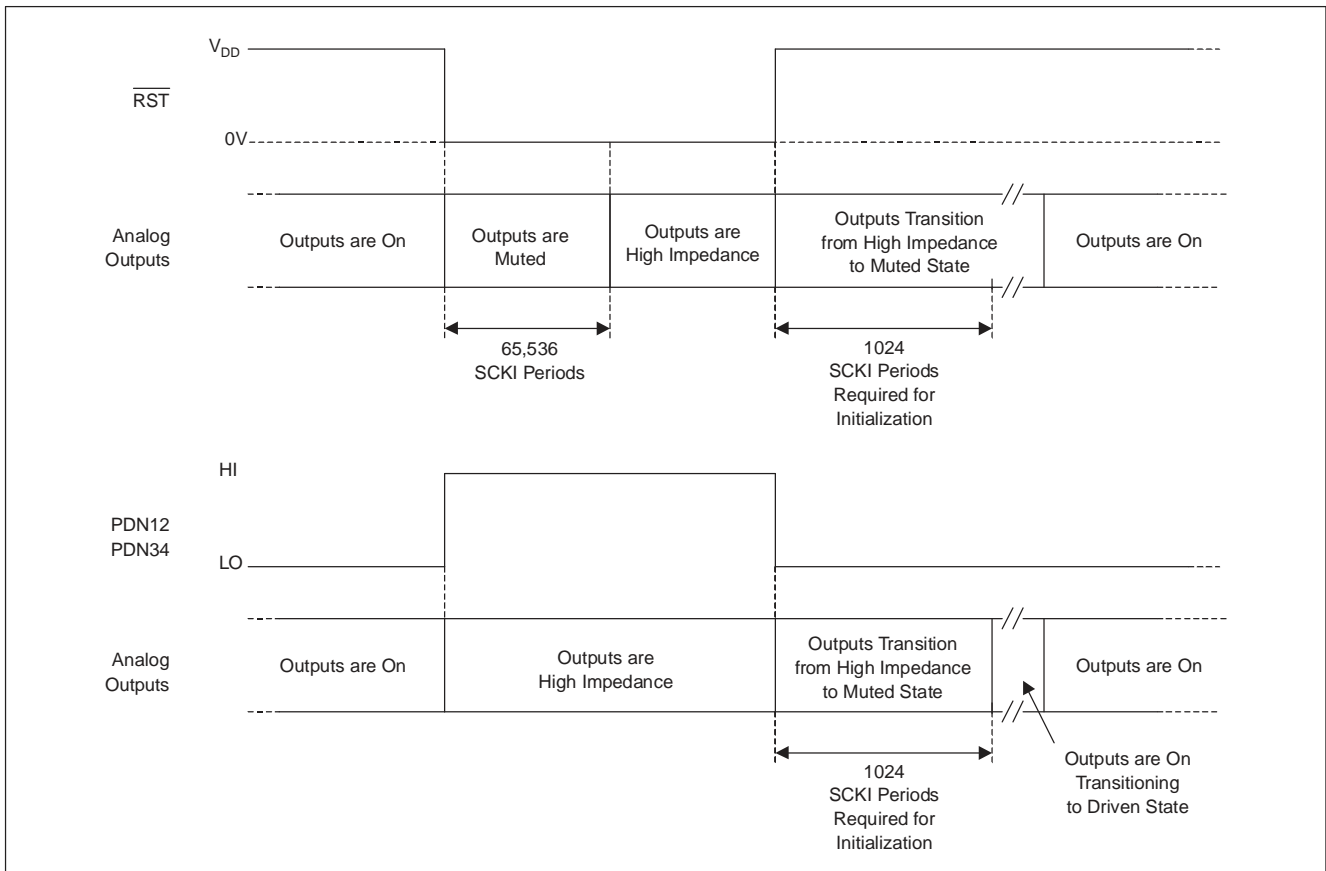 VDD
RST
0V
Analog
Outputs
Outputs are On
Outputs are
Muted
Outputs are
High Impedance
Outputs Transition
from High Impedance
to Muted State
Outputs are On
65,536
SCKI Periods
1024
SCKI Periods
Required for
Initialization
HI
PDN12
PDN34
LO
Analog
Outputs
Outputs are On
Outputs are
High Impedance
Outputs Transition
from High Impedance
to Muted State
Outputs are On
1024
SCKI Periods
Required for
Initialization
Outputs are On
Transitioning
to Driven State